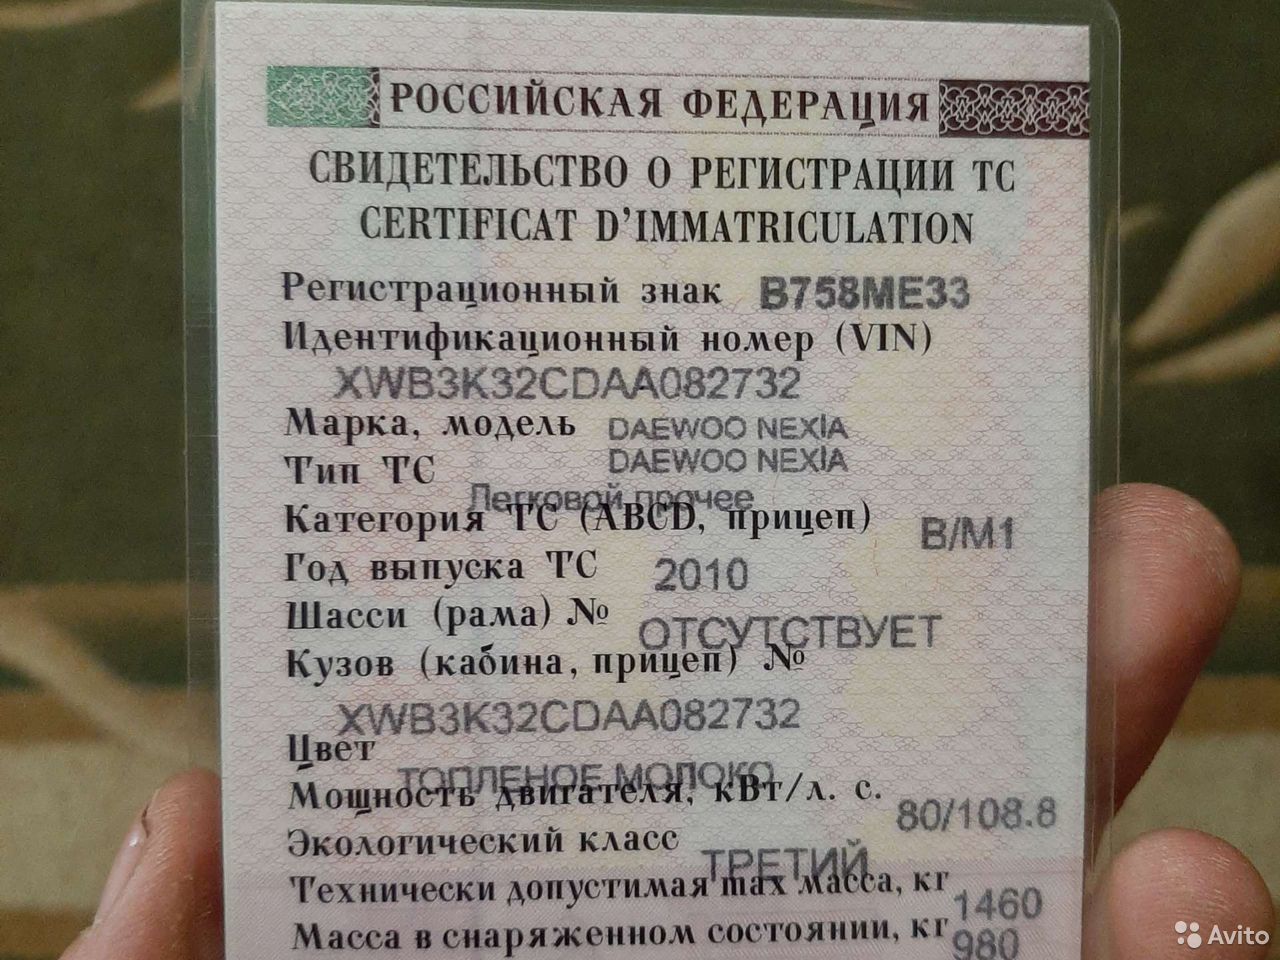 РОССИЙСКАЯ ФЕДЕРАЦИЯ
СВИДЕТЕЛЬСТВО О РЕГИСТРАЦИИ ТС
CERTIFICAT D'IMMATRICULATION
Регистрационный знак В758МЕ33
Идентификационный номер (VIN)
XWB3K32CDAA082732
Марка, модель DAEWOO NEXIA
DAEWOO NEXIA
Тип ТС
Легковой прочее
Категория ТС (ABCD, прицеп) B/M1
Год выпуска ТС 2010
Шасси (рама) № ОТСУТСТВУЕТ
Кузов (кабина, прицеп) №
XWB3K32CDAA082732
Цвет
ТОПЛЕНОЕ МОЛОКО
Мощность двигателя, кВт/л. с. 80/108.8
Экологический класс ТРЕТИЙ
Технически допустимая max масса, кг 1460
Масса в снаряженном состоянии, кг 980
Avito